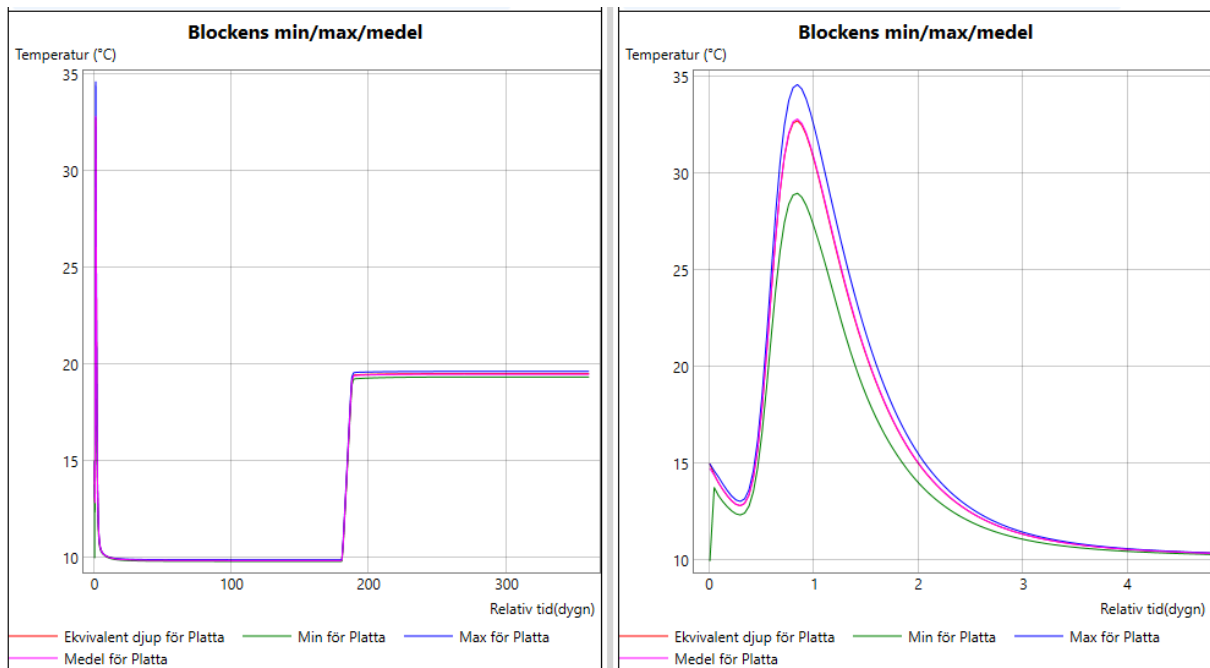 Blockens min/max/medel
Temperatur (°C)
35
30
25
20
15
10
0
100
200
300
Relativ tid(dygn)
Ekvivalent djup för Platta
Min för Platta
Max för Platta
Medel för Platta
Blockens min/max/medel
Temperatur (°C)
35
30
25
20
15
10
0
1
2
3
4
Relativ tid(dygn)
Ekvivalent djup för Platta
Min för Platta
Max för Platta
Medel för Platta